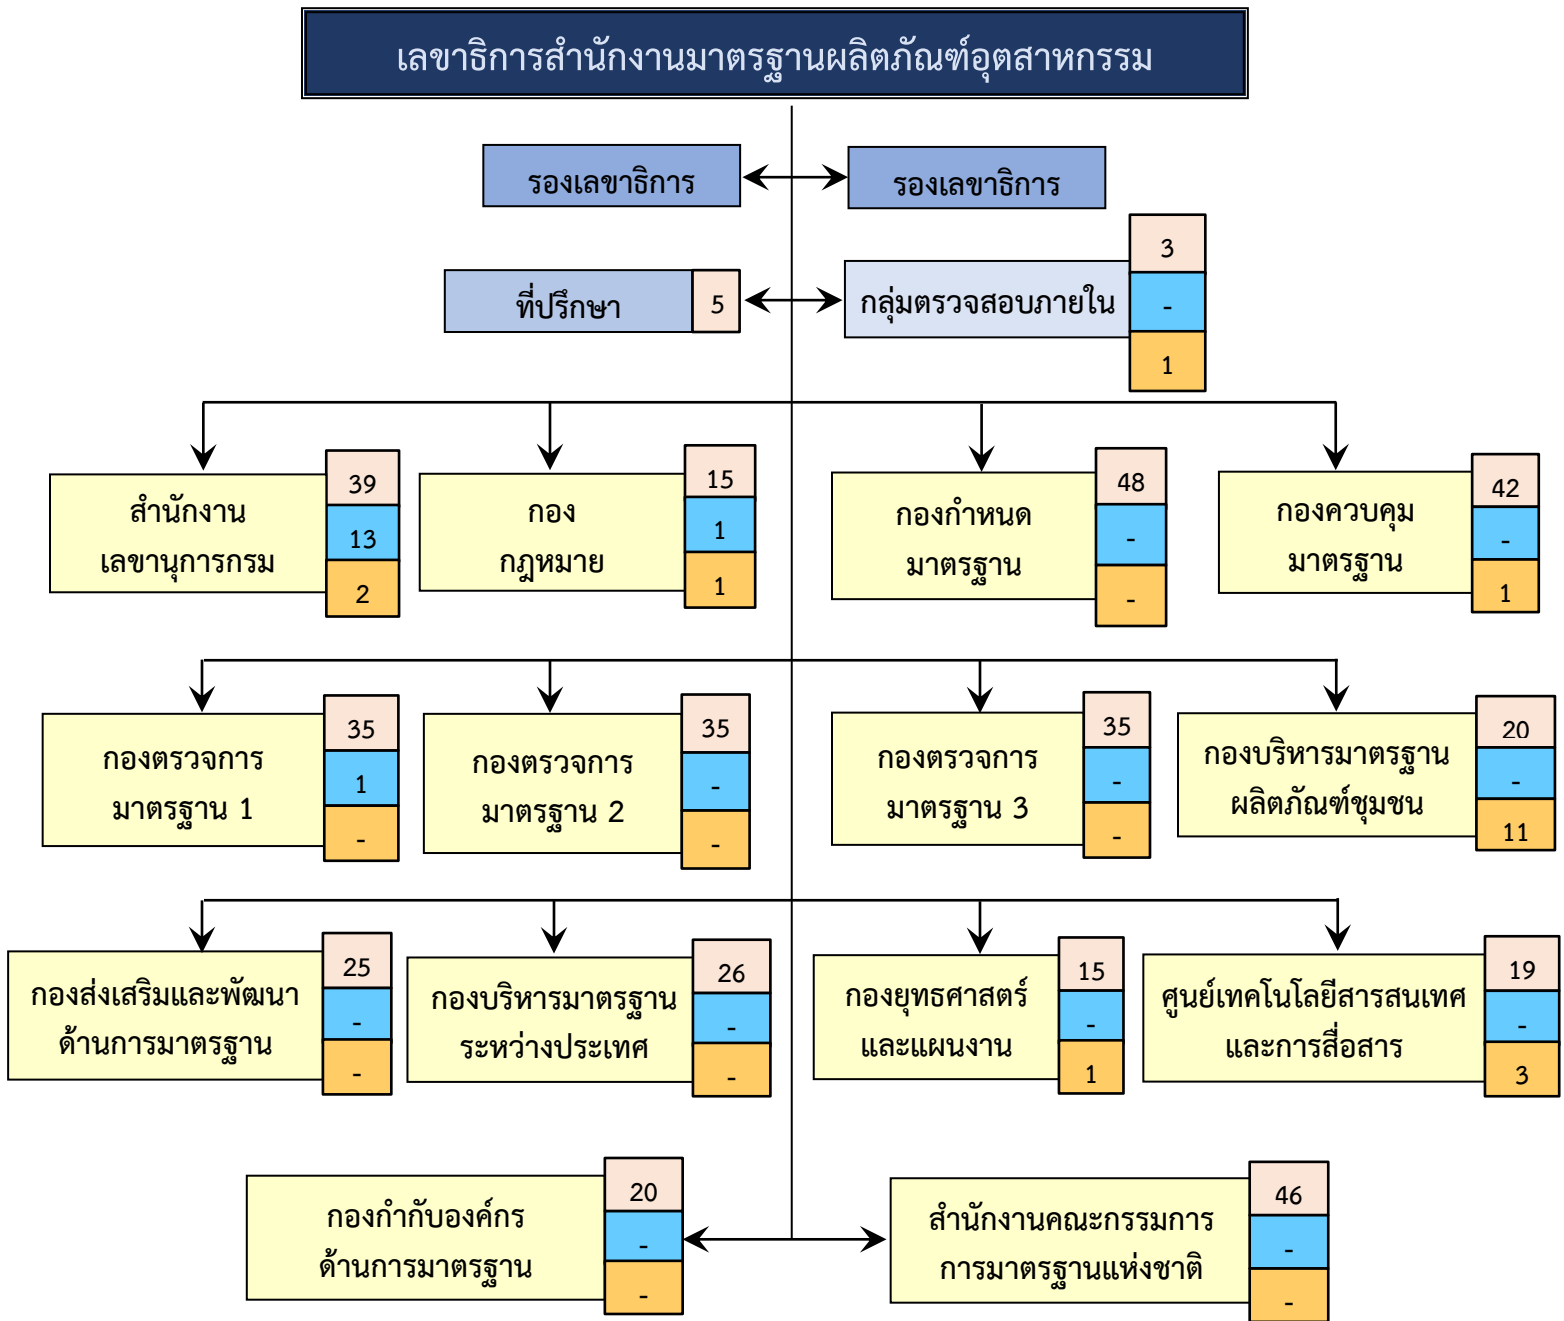 เลขาธิการสำนักงานมาตรฐานผลิตภัณฑ์อุตสาหกรรม
รองเลขาธิการ
รองเลขาธิการ
ที่ปรึกษา
5
กลุ่มตรวจสอบภายใน
3
-
1
สำนักงาน
เลขานุการกรม
39
13
2
กอง
กฎหมาย
15
1
1
กองกำหนด
มาตรฐาน
48
-
-
กองควบคุม
มาตรฐาน
42
-
1
กองตรวจการ
มาตรฐาน 1
35
1
-
กองตรวจการ
มาตรฐาน 2
35
-
-
กองตรวจการ
มาตรฐาน 3
35
-
-
กองบริหารมาตรฐาน
ผลิตภัณฑ์ชุมชน
20
-
11
กองส่งเสริมและพัฒนา
ด้านการมาตรฐาน
25
-
-
กองบริหารมาตรฐาน
ระหว่างประเทศ
26
-
-
กองยุทธศาสตร์
และแผนงาน
15
-
1
ศูนย์เทคโนโลยีสารสนเทศ
และการสื่อสาร
19
-
3
กองกำกับองค์กร
ด้านการมาตรฐาน
20
-
-
สำนักงานคณะกรรมการ
การมาตรฐานแห่งชาติ
46
-
-